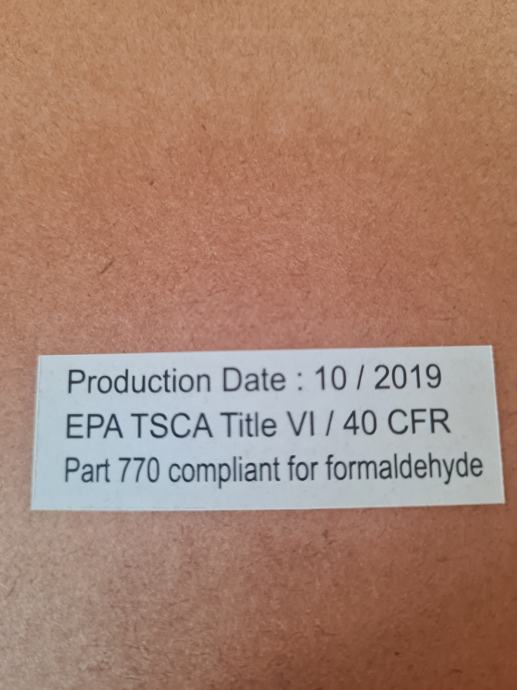 Production Date : 10 / 2019
EPA TSCA Title VI / 40 CFR
Part 770 compliant for formaldehyde